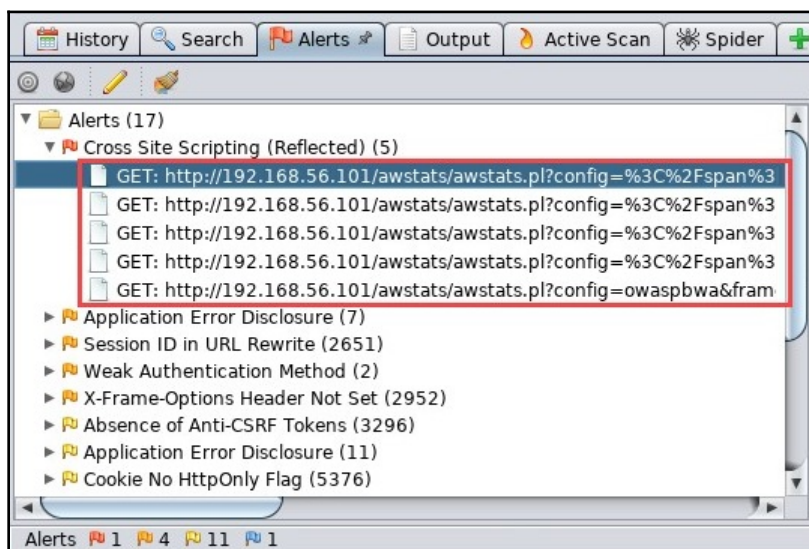 History Search Alerts Output Active Scan Spider
Alerts (17)
Cross Site Scripting (Reflected) (5)
GET: http://192.168.56.101/awstats/awstats.pl?config=%3C%2Fspan%3
GET: http://192.168.56.101/awstats/awstats.pl?config=%3C%2Fspan%3
GET: http://192.168.56.101/awstats/awstats.pl?config=%3C%2Fspan%3
GET: http://192.168.56.101/awstats/awstats.pl?config=%3C%2Fspan%3
GET: http://192.168.56.101/awstats/awstats.pl?config=owaspbwa&fram
Application Error Disclosure (7)
Session ID in URL Rewrite (2651)
Weak Authentication Method (2)
X-Frame-Options Header Not Set (2952)
Absence of Anti-CSRF Tokens (3296)
Application Error Disclosure (11)
Cookie No HttpOnly Flag (5376)
Alerts 1 4 11 1